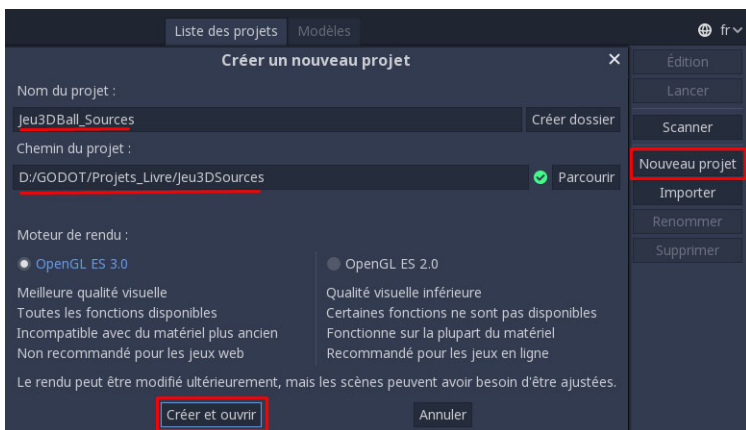 Liste des projets Modèles fr
Créer un nouveau projet
Édition
Nom du projet :
Lancer
Jeu3DBall_Sources Créer dossier
Scanner
Chemin du projet :
Nouveau projet
D:/GODOT/Projets_Livre/Jeu3DSources Parcourir
Importer
Renommer
Moteur de rendu :
Supprimer
OpenGL ES 3.0 OpenGL ES 2.0
Meilleure qualité visuelle Qualité visuelle inférieure
Toutes les fonctions disponibles Certaines fonctions ne sont pas disponibles
Incompatible avec du matériel plus ancien Fonctionne sur la plupart du matériel
Non recommandé pour les jeux web Recommandé pour les jeux en ligne
Le rendu peut être modifié ultérieurement, mais les scènes peuvent avoir besoin d'être ajustées.
Créer et ouvrir Annuler